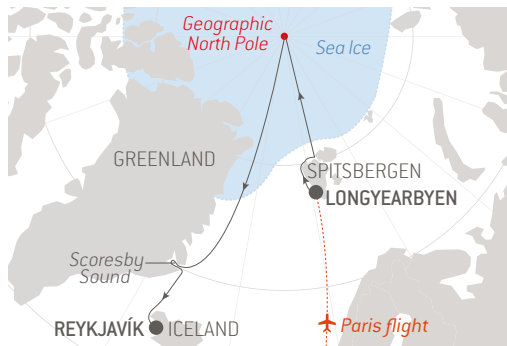 Geographic
North Pole
Sea Ice
GREENLAND
SPITSBERGEN
LONGYEARBYEN
Scoresby
Sound
REYKJAVÍK
ICELAND
Paris flight